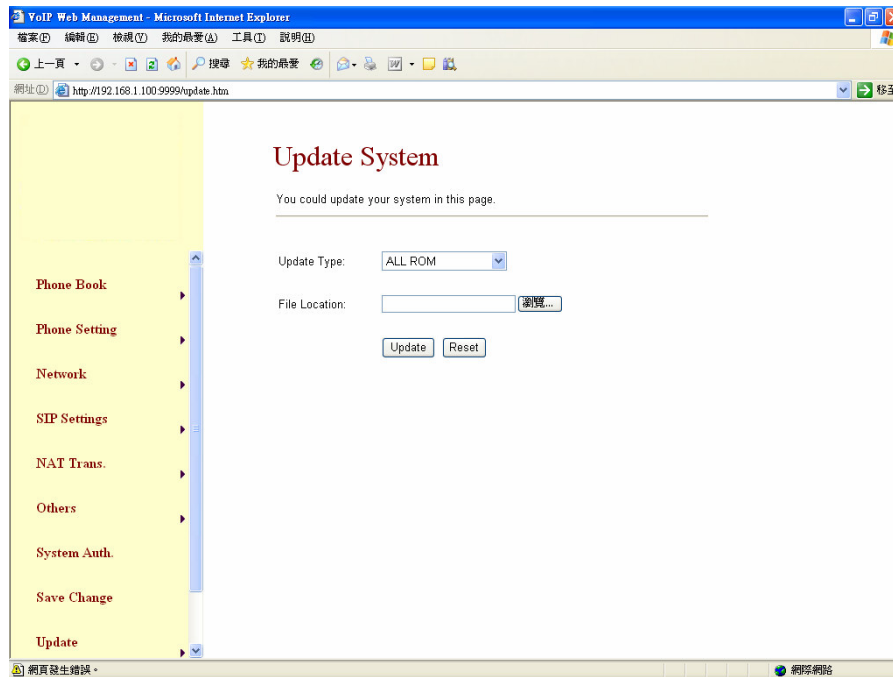 VoIP Web Management - Microsoft Internet Explorer
檔案(F) 編輯(E) 檢視(V) 我的最愛(A) 工具(T) 說明(H)
上一頁 搜尋 我的最愛
網址(D) http://192.168.1.100:9999/update.htm 移至
Update System
You could update your system in this page.
Update Type: ALL ROM
File Location: 瀏覽...
Update Reset
Phone Book
Phone Setting
Network
SIP Settings
NAT Trans.
Others
System Auth.
Save Change
Update
網頁發生錯誤。 網際網路